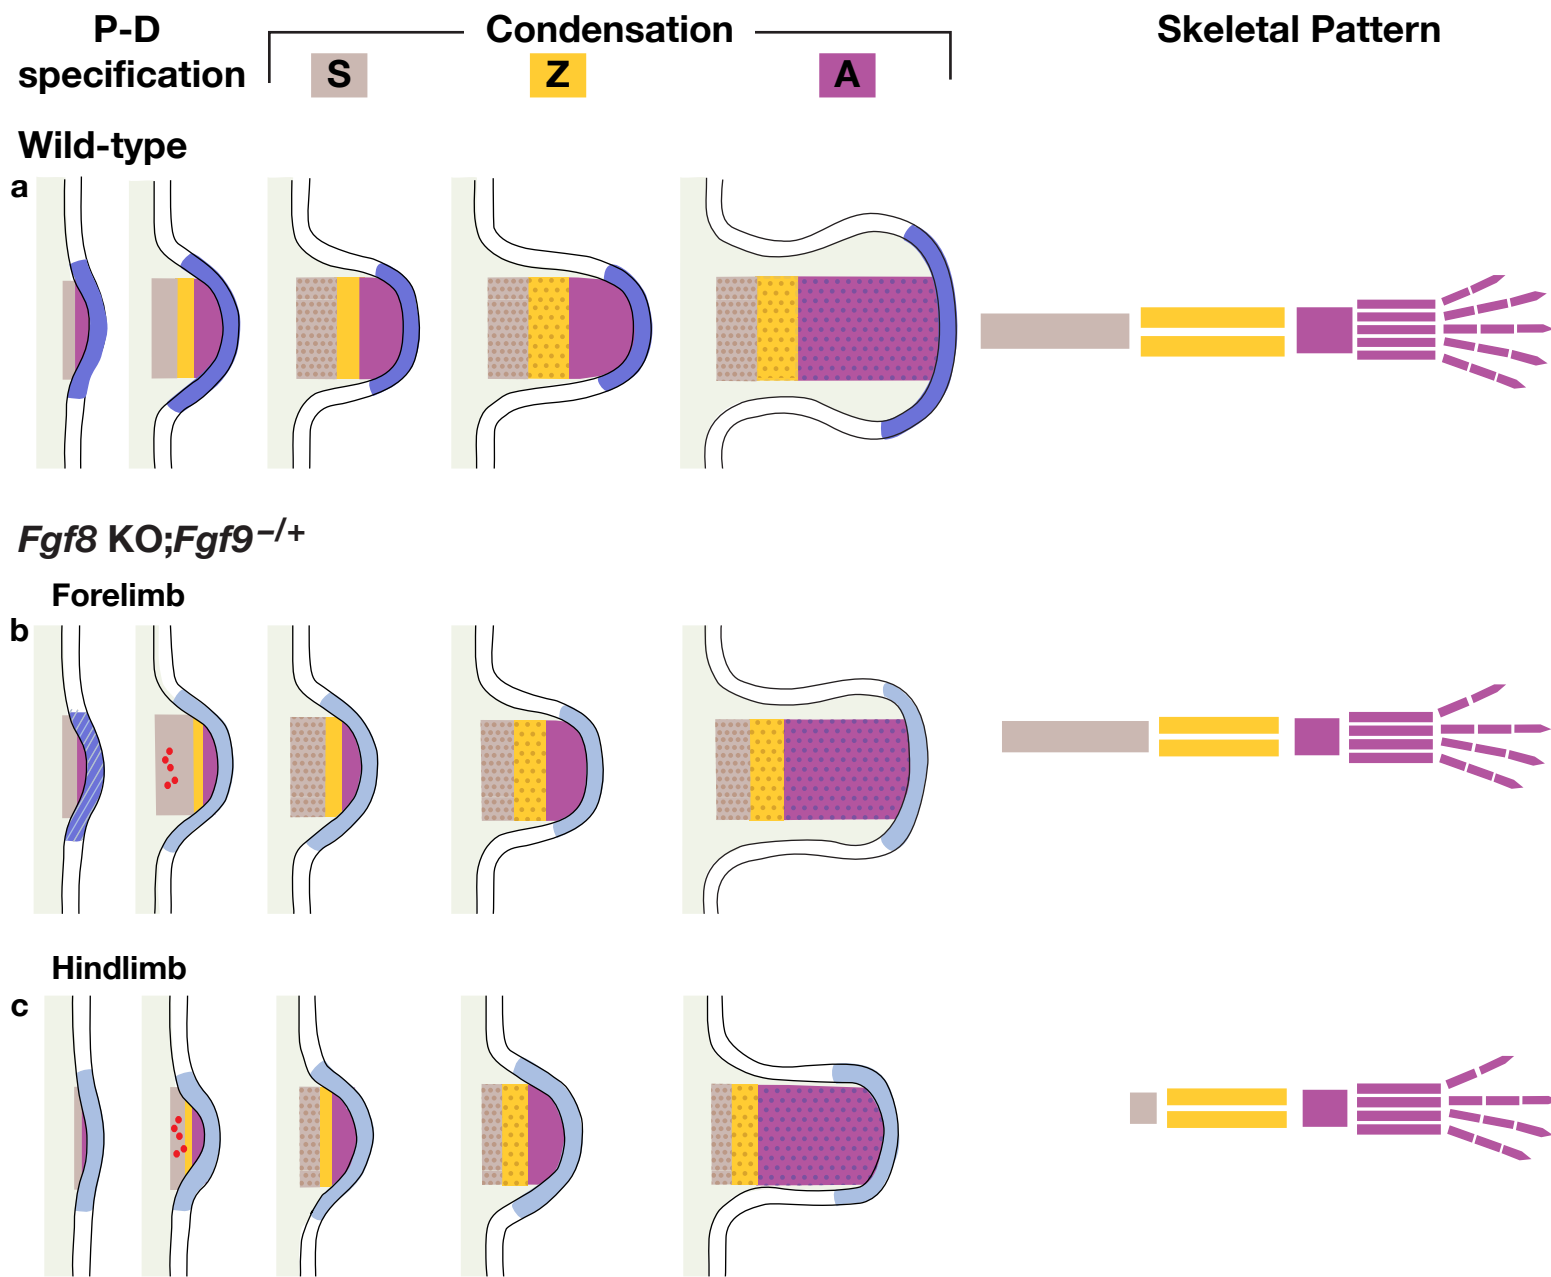 P-D
specification
Condensation
S Z A
Skeletal Pattern
Wild-type
a
Fgf8 KO;Fgf9−/+
Forelimb
b
Hindlimb
c